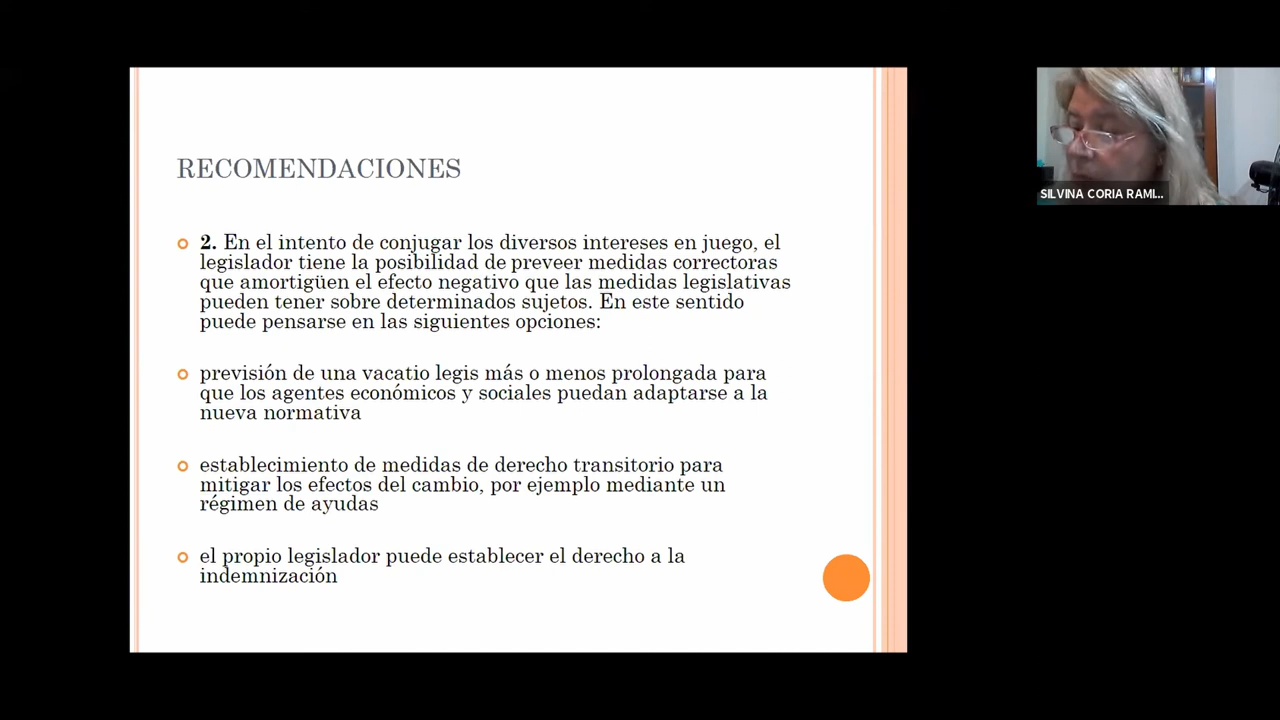 RECOMENDACIONES
2. En el intento de conjugar los diversos intereses en juego, el
legislador tiene la posibilidad de preveer medidas correctoras
que amortigüen el efecto negativo que las medidas legislativas
pueden tener sobre determinados sujetos. En este sentido
puede pensarse en las siguientes opciones:
previsión de una vacatio legis más o menos prolongada para
que los agentes económicos y sociales puedan adaptarse a la
nueva normativa
establecimiento de medidas de derecho transitorio para
mitigar los efectos del cambio, por ejemplo mediante un
régimen de ayudas
el propio legislador puede establecer el derecho a la
indemnización
SILVINA CORIA RAMI...